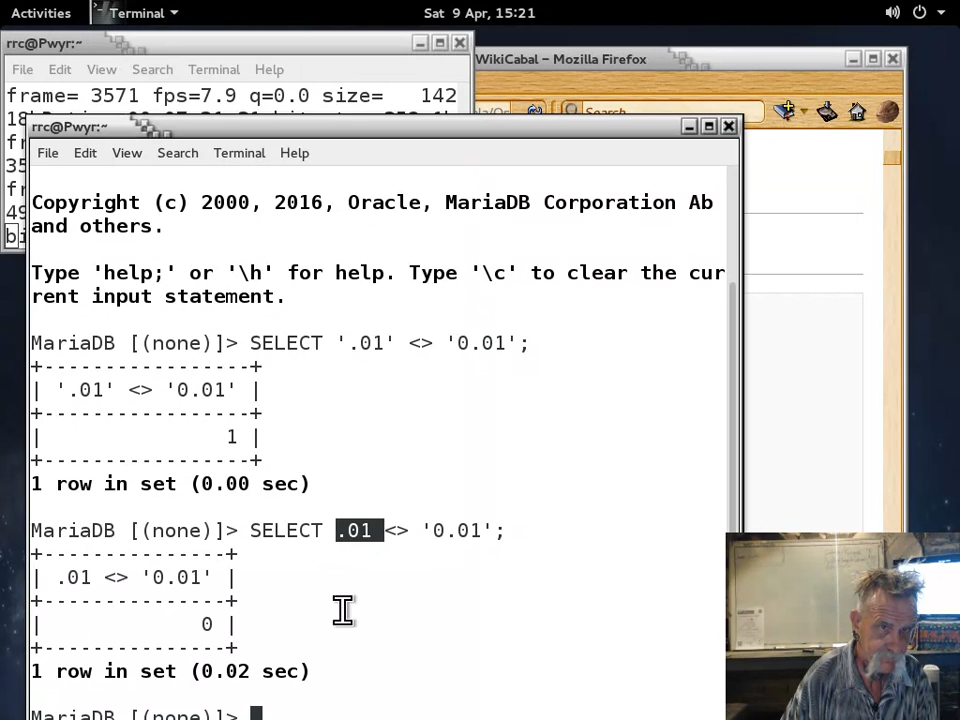 Activities Terminal Sat 9 Apr, 15:21
rrc@Pwyr:~
WikiCabal – Mozilla Firefox
File Edit View Search Terminal Help
frame= 3571 fps=7.9 q=0.0 size= 142
Search
rrc@Pwyr:~
File Edit View Search Terminal Help
Copyright (c) 2000, 2016, Oracle, MariaDB Corporation Ab
and others.
Type 'help;' or '\h' for help. Type '\c' to clear the cur
rent input statement.
MariaDB [(none)]> SELECT '.01' <> '0.01';
+-----------------+
| '.01' <> '0.01' |
+-----------------+
| 1 |
+-----------------+
1 row in set (0.00 sec)
MariaDB [(none)]> SELECT .01 <> '0.01';
+---------------+
| .01 <> '0.01' |
+---------------+
| 0 |
+---------------+
1 row in set (0.02 sec)
MariaDB [(none)]>